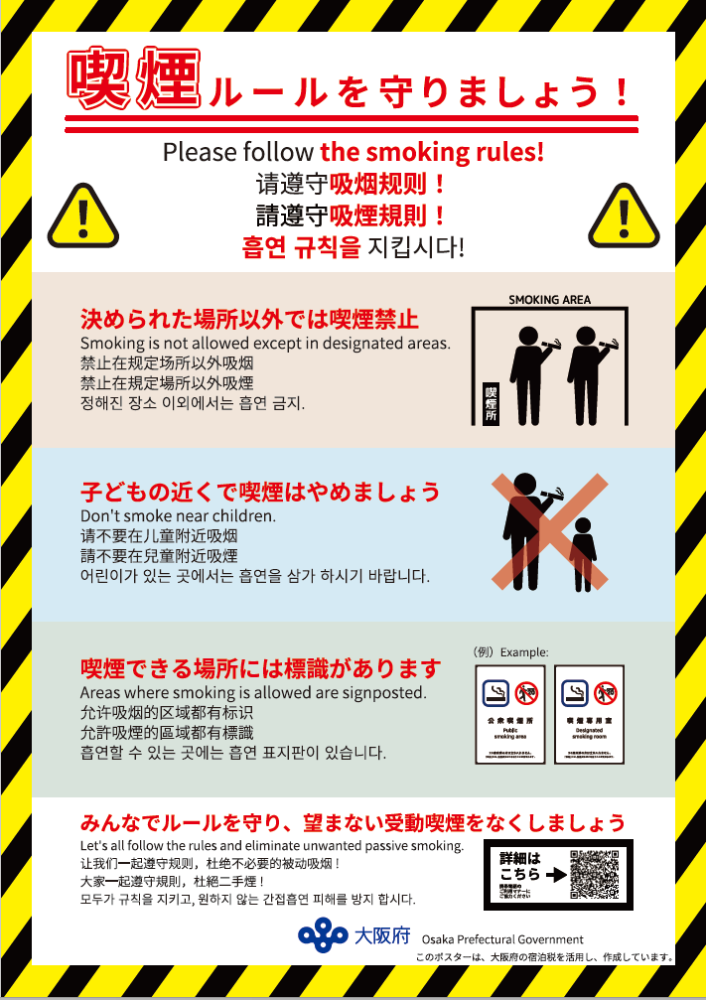 喫煙ルールを守りましょう！
Please follow the smoking rules!
请遵守吸烟规则！
請遵守吸煙規則！
흡연 규칙을 지킵시다!
決められた場所以外では喫煙禁止
Smoking is not allowed except in designated areas.
禁止在规定场所以外吸烟
禁止在規定場所以外吸煙
정해진 장소 이외에서는 흡연 금지.
SMOKING AREA
喫煙所
子どもの近くで喫煙はやめましょう
Don't smoke near children.
请不要在儿童附近吸烟
請不要在兒童附近吸煙
어린이가 있는 곳에서는 흡연을 삼가 하시기 바랍니다.
喫煙できる場所には標識があります
Areas where smoking is allowed are signposted.
允许吸烟的区域都有标识
允許吸煙的區域都有標識
흡연할 수 있는 곳에는 흡연 표지판이 있습니다.
（例）Example:
公衆喫煙所
Public
smoking area
喫煙専用室
Designated
smoking room
みんなでルールを守り、望まない受動喫煙をなくしましょう
Let's all follow the rules and eliminate unwanted passive smoking.
让我们一起遵守规则，杜绝不必要的被动吸烟！
大家一起遵守規則，杜絕二手煙！
모두가 규칙을 지키고, 원하지 않는 간접흡연 피해를 방지 합시다.
詳細は
こちら
大阪府 Osaka Prefectural Government
このポスターは、大阪府の宿泊税を活用し、作成しています。